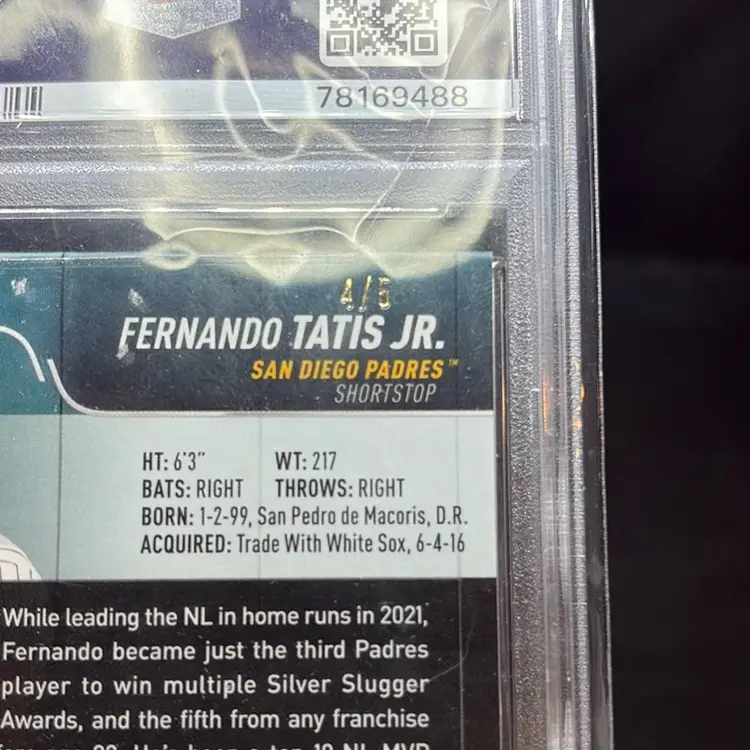 78169488
4/5
FERNANDO TATIS JR.
SAN DIEGO PADRES™
SHORTSTOP
HT: 6'3" WT: 217
BATS: RIGHT THROWS: RIGHT
BORN: 1-2-99, San Pedro de Macoris, D.R.
ACQUIRED: Trade With White Sox, 6-4-16
While leading the NL in home runs in 2021,
Fernando became just the third Padres
player to win multiple Silver Slugger
Awards, and the fifth from any franchise